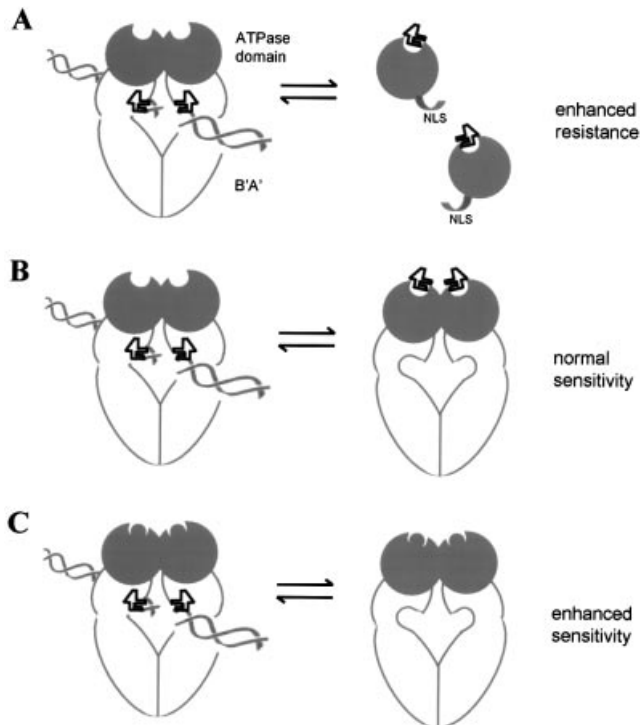 A
ATPase
domain
NLS
enhanced
resistance
B'A'
NLS
B
normal
sensitivity
C
enhanced
sensitivity